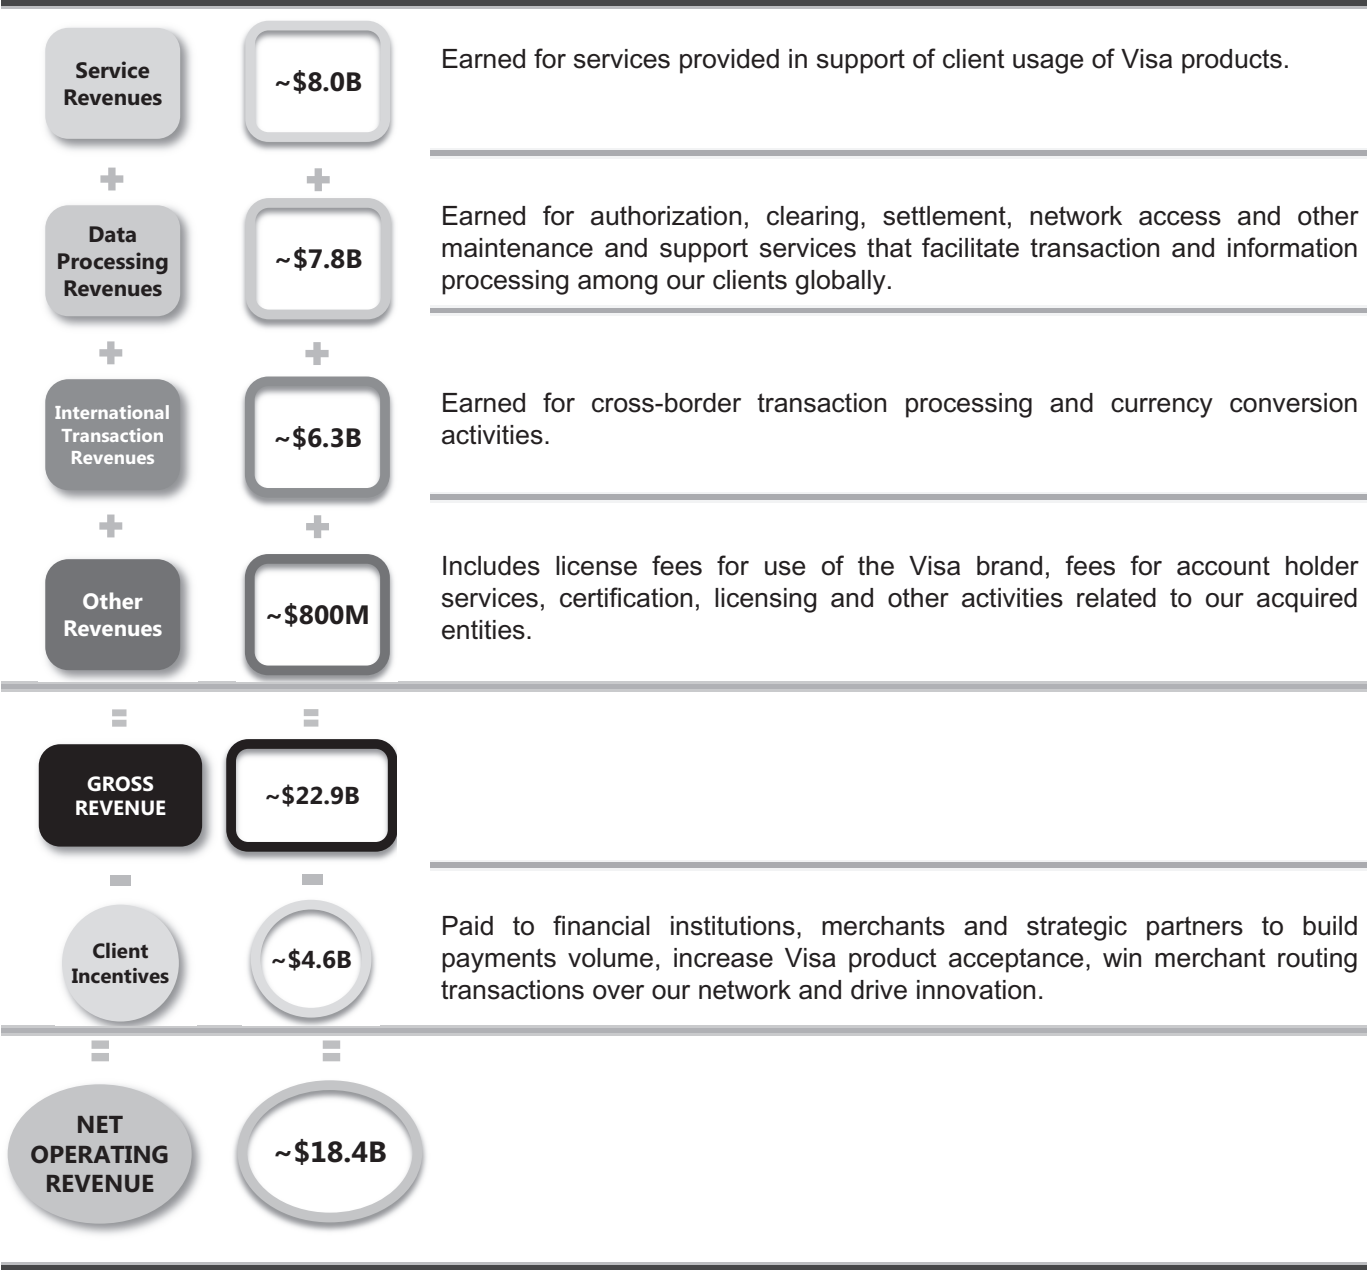 Service
Revenues
~$8.0B
Earned for services provided in support of client usage of Visa products.
+
+
Data
Processing
Revenues
~$7.8B
Earned for authorization, clearing, settlement, network access and other
maintenance and support services that facilitate transaction and information
processing among our clients globally.
+
+
International
Transaction
Revenues
~$6.3B
Earned for cross-border transaction processing and currency conversion
activities.
+
+
Other
Revenues
~$800M
Includes license fees for use of the Visa brand, fees for account holder
services, certification, licensing and other activities related to our acquired
entities.
=
=
GROSS
REVENUE
~$22.9B
-
-
Client
Incentives
~$4.6B
Paid to financial institutions, merchants and strategic partners to build
payments volume, increase Visa product acceptance, win merchant routing
transactions over our network and drive innovation.
=
=
NET
OPERATING
REVENUE
~$18.4B